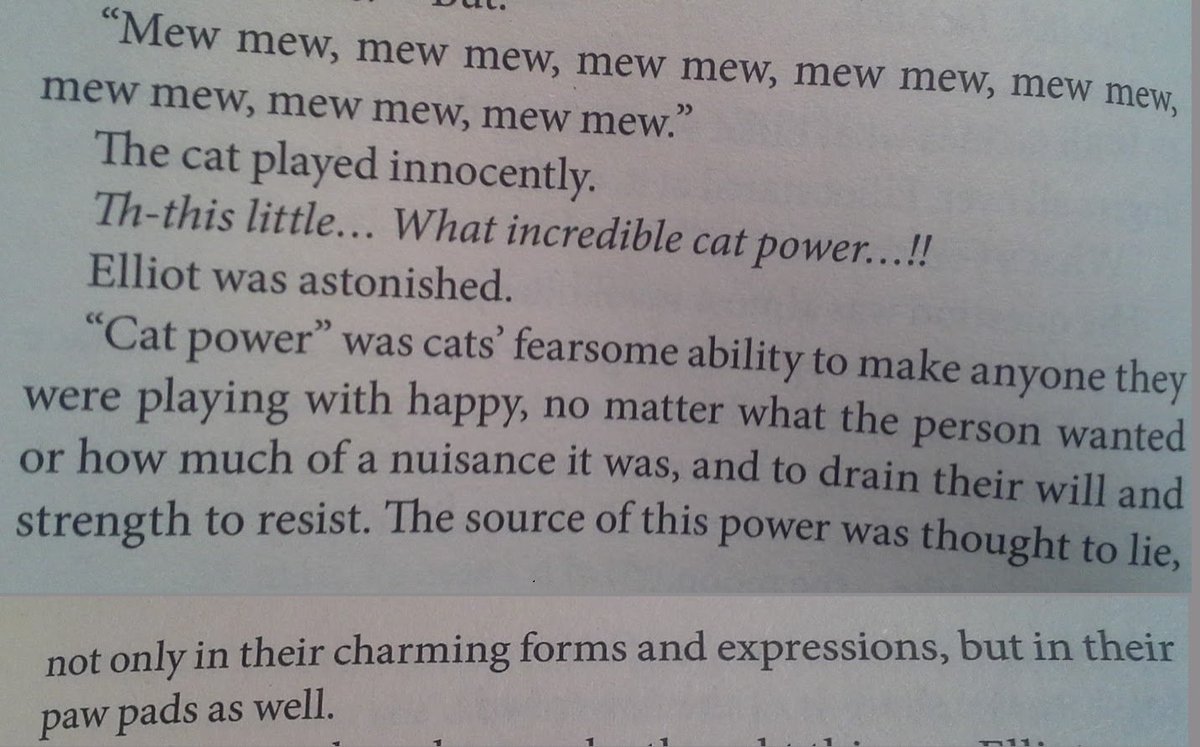 But.
“Mew mew, mew mew, mew mew, mew mew, mew mew,
mew mew, mew mew, mew mew.”
The cat played innocently.
Th-this little… What incredible cat power…!!
Elliot was astonished.
“Cat power” was cats’ fearsome ability to make anyone they
were playing with happy, no matter what the person wanted
or how much of a nuisance it was, and to drain their will and
strength to resist. The source of this power was thought to lie,
not only in their charming forms and expressions, but in their
paw pads as well.